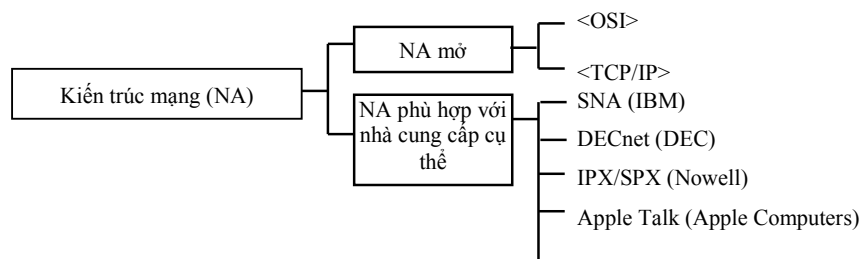 <OSI>
NA mở
<TCP/IP>
Kiến trúc mạng (NA)
NA phù hợp với
nhà cung cấp cụ
thể
SNA (IBM)
DECnet (DEC)
IPX/SPX (Nowell)
Apple Talk (Apple Computers)